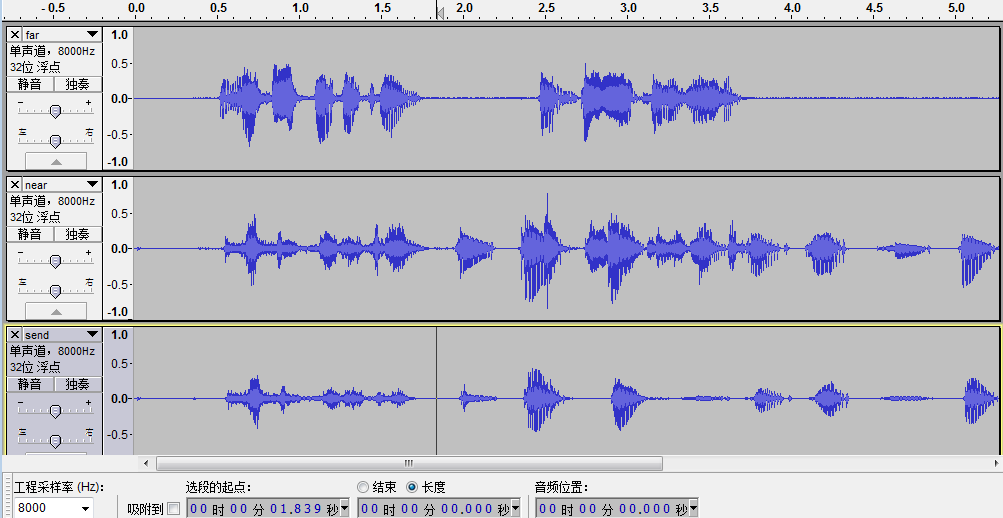 - 0.5 0.0 0.5 1.0 1.5 2.0 2.5 3.0 3.5 4.0 4.5 5.0
× far 1.0
单声道, 8000Hz
32位 浮点 0.5-
静音 独奏
- + 0.0-
左 右 -0.5-
-1.0
× near 1.0
单声道, 8000Hz
32位 浮点 0.5-
静音 独奏
- + 0.0-
左 右 -0.5-
-1.0
× send 1.0
单声道, 8000Hz
32位 浮点 0.5-
静音 独奏
- + 0.0-
左 右 -0.5-
工程采样率 (Hz): 选段的起点: 结束 长度 音频位置:
8000 吸附到 00 时 00 分 01.839 秒 00 时 00 分 00.000 秒 00 时 00 分 00.000 秒